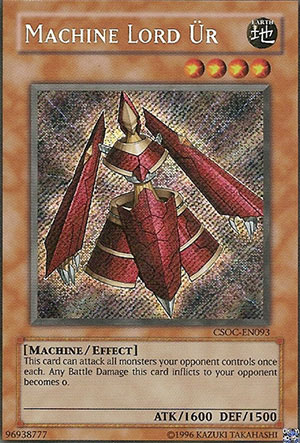 MACHINE LORD ÜR
EARTH
地
CSOC-EN093
[MACHINE/EFFECT]
This card can attack all monsters your opponent controls once
each. Any Battle Damage this card inflicts to your opponent
becomes 0.
ATK/1600 DEF/1500
96938777
©1996 KAZUKI TAKAHASHI